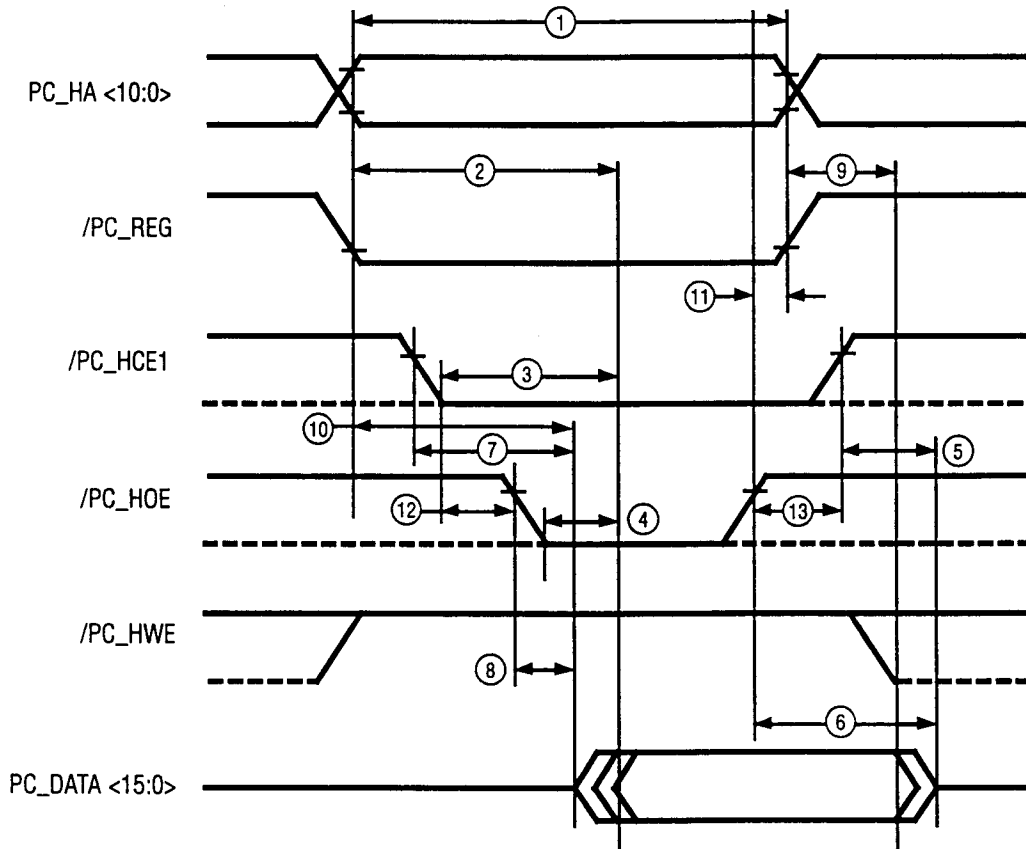 1
PC_HA <10:0>
2
9
/PC_REG
11
/PC_HCE1
3
10
7
5
/PC_HOE
12
4
13
/PC_HWE
8
6
PC_DATA <15:0>